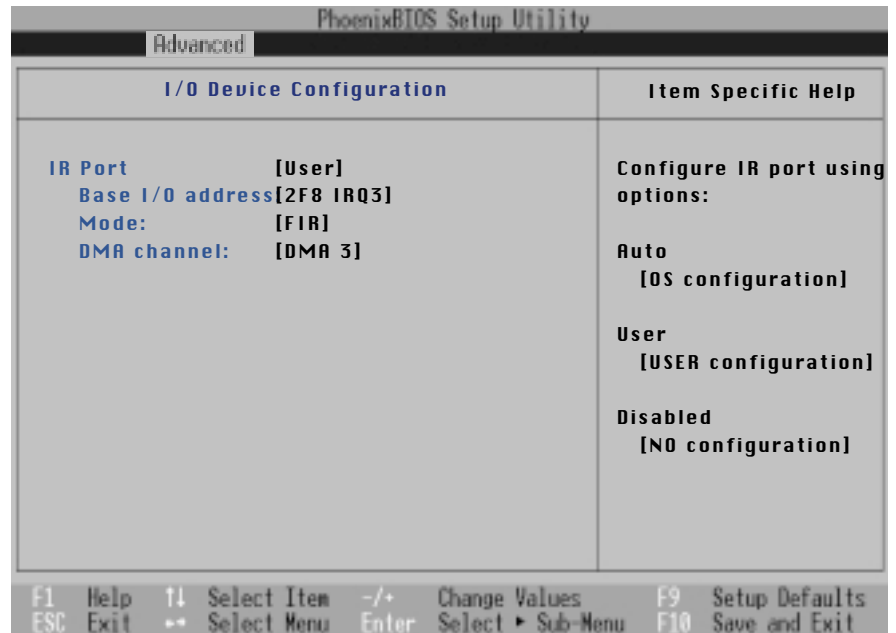 PhoenixBIOS Setup Utility
Advanced
I/O Device Configuration
Item Specific Help
IR Port [User]
Base I/O address[2F8 IRQ3]
Mode: [FIR]
DMA channel: [DMA 3]
Configure IR port using
options:
Auto
[OS configuration]
User
[USER configuration]
Disabled
[NO configuration]
F1 Help ↑↓ Select Item -/+ Change Values F9 Setup Defaults
ESC Exit ←→ Select Menu Enter Select ▸ Sub-Menu F10 Save and Exit